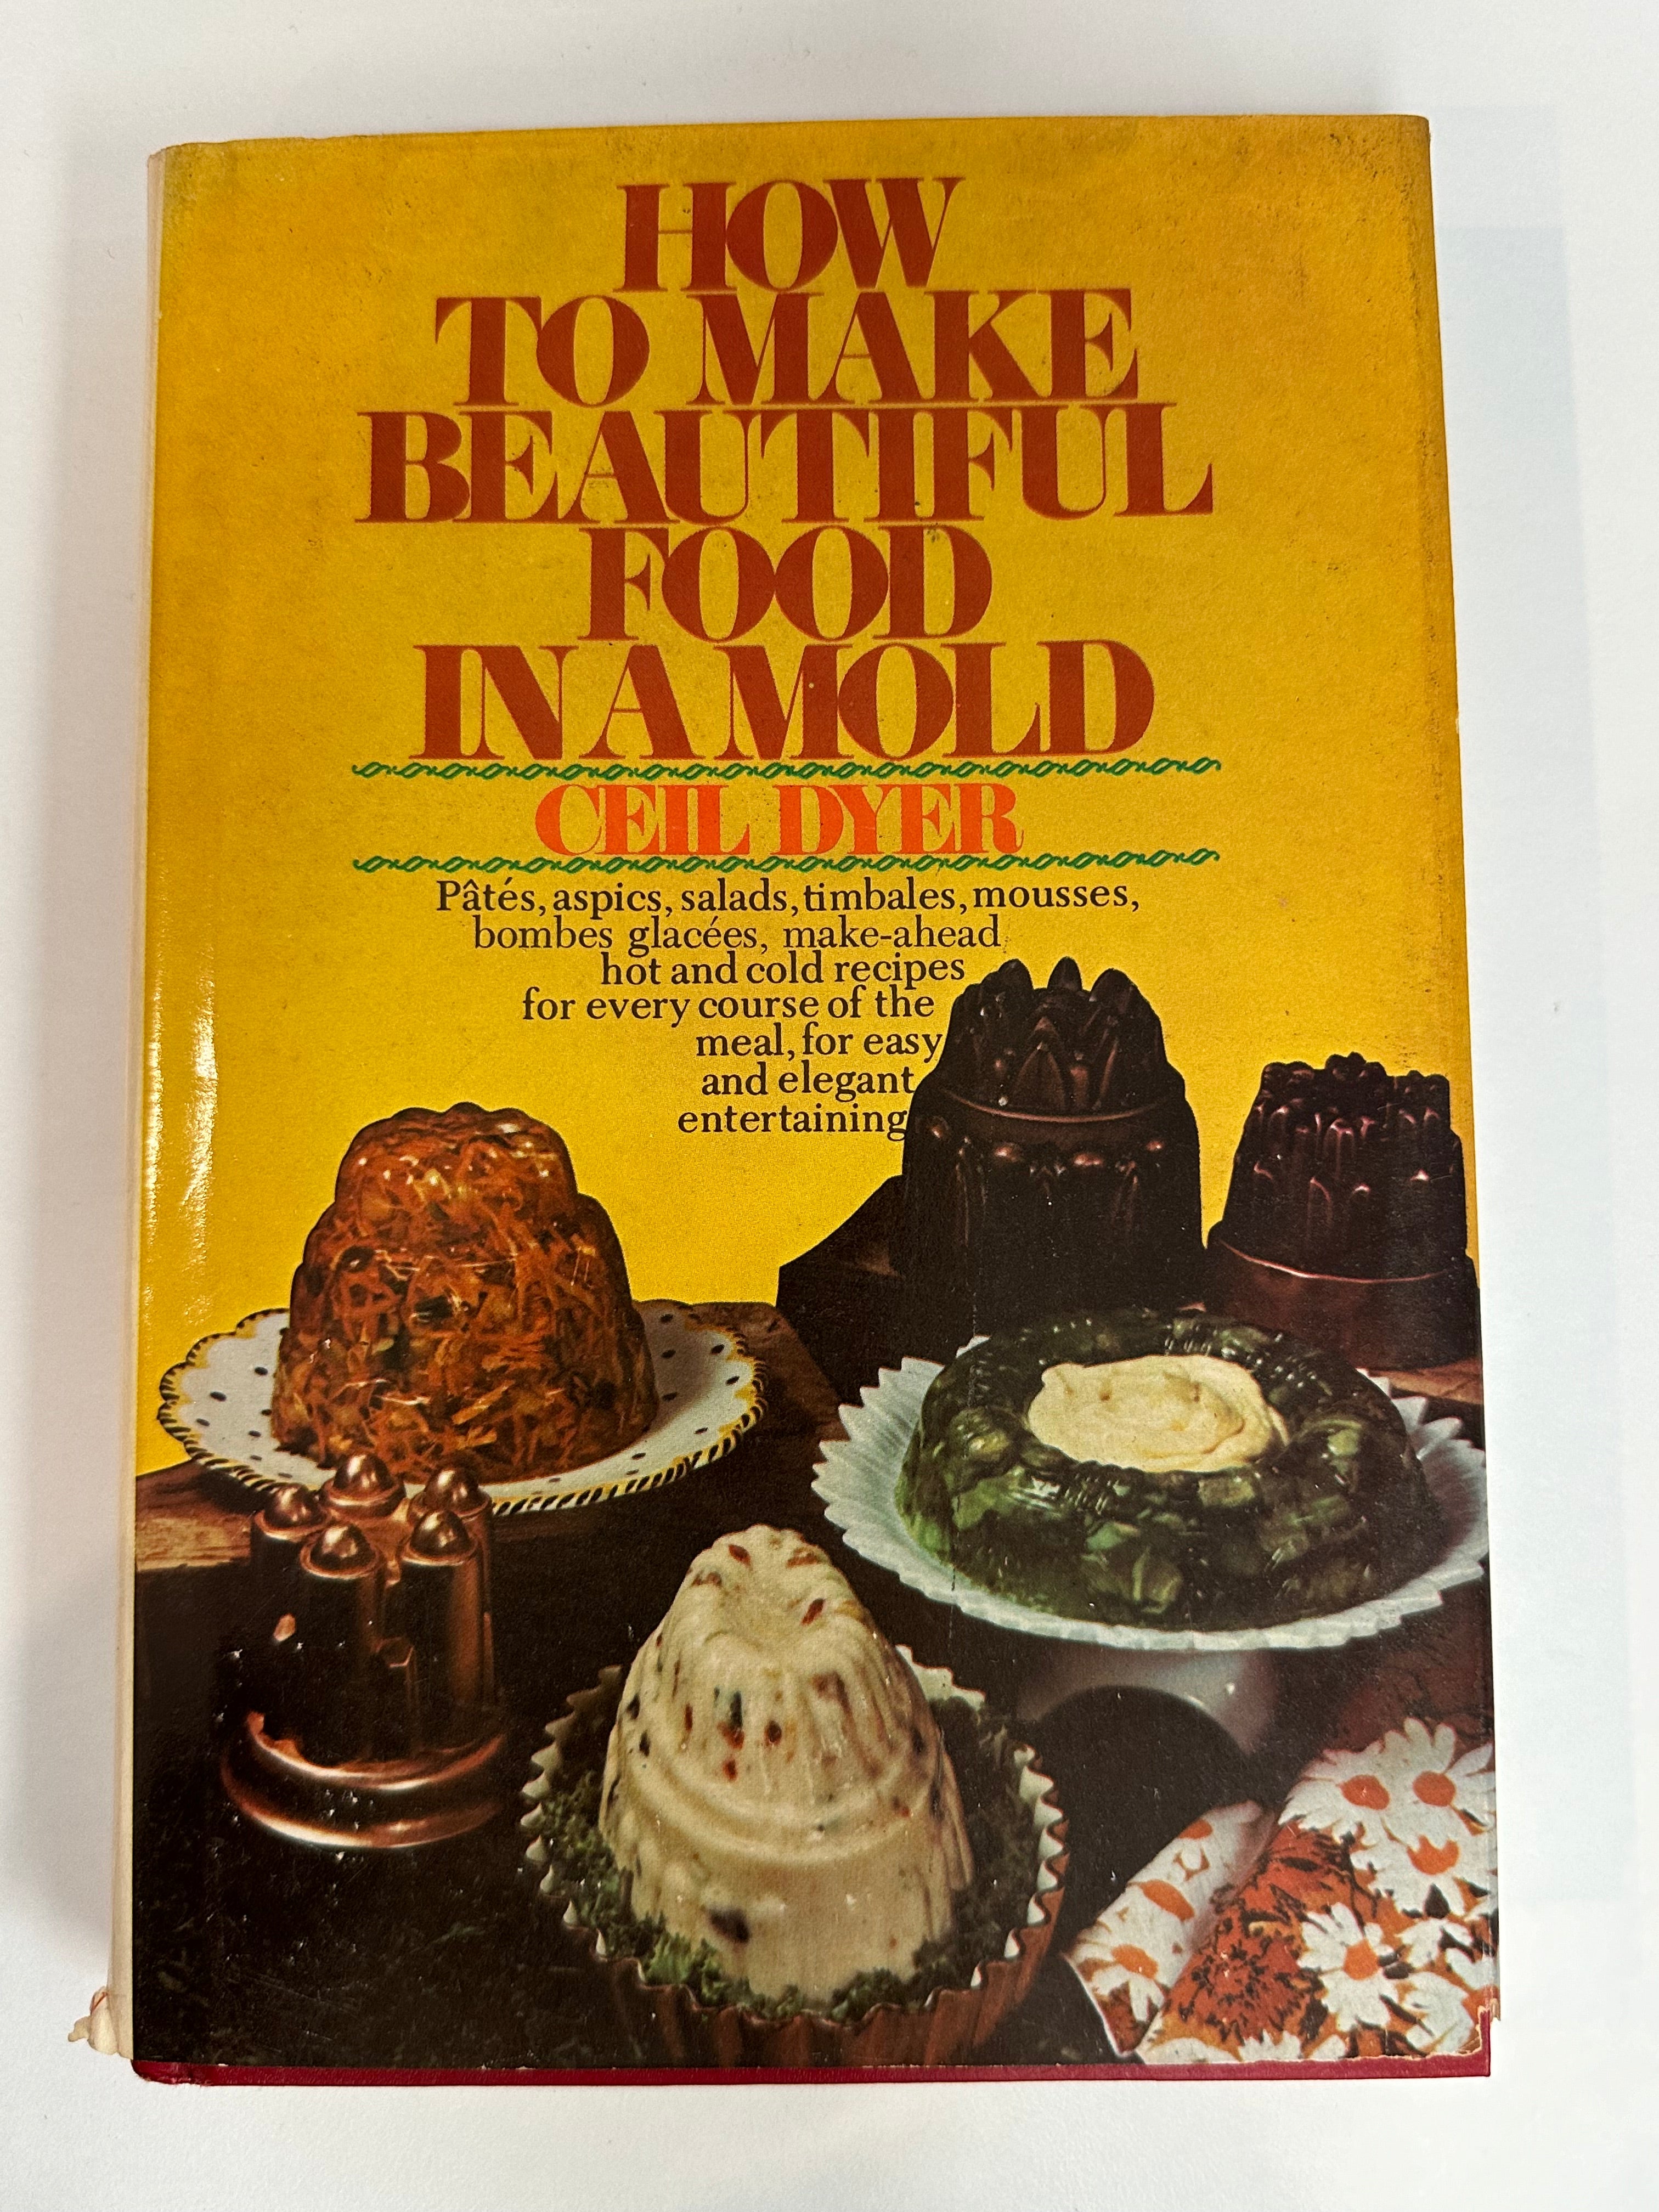 HOW
TO MAKE
BEAUTIFUL
FOOD
IN A MOLD
CEIL DYER
Pâtés, aspics, salads, timbales, mousses,
bombes glacées, make-ahead
hot and cold recipes
for every course of the
meal, for easy
and elegant
entertaining